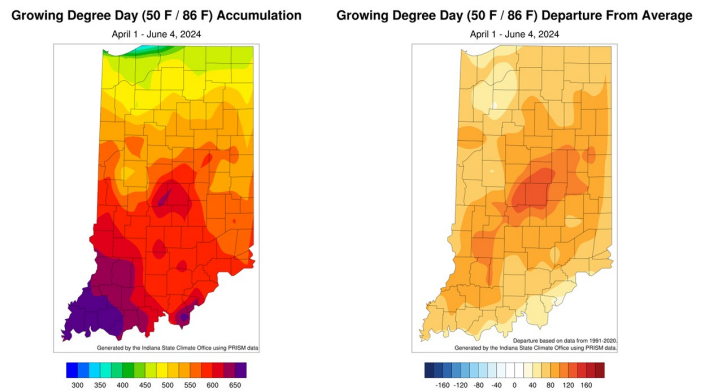 Growing Degree Day (50 F / 86 F) Accumulation
April 1 - June 4, 2024
Generated by the Indiana State Climate Office using PRISM data.
300 350 400 450 500 550 600 650
Growing Degree Day (50 F / 86 F) Departure From Average
April 1 - June 4, 2024
Departure based on data from 1991-2020.
Generated by the Indiana State Climate Office using PRISM data.
-160 -120 -80 -40 0 40 80 120 160